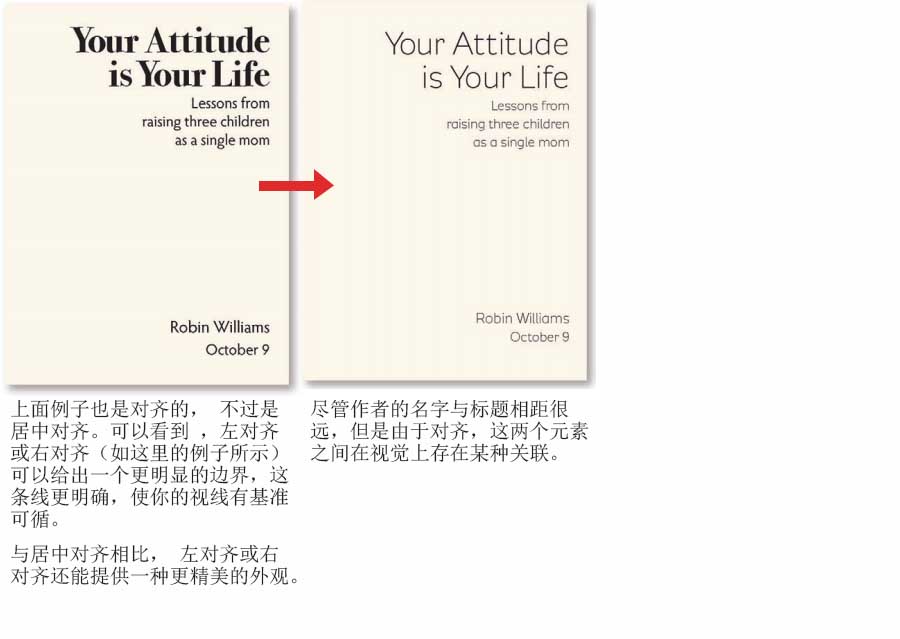 Your Attitude
is Your Life
Lessons from
raising three children
as a single mom
Robin Williams
October 9
Your Attitude
is Your Life
Lessons from
raising three children
as a single mom
Robin Williams
October 9
上面例子也是对齐的， 不过是
居中对齐。可以看到 ，左对齐
或右对齐（如这里的例子所示）
可以给出一个更明显的边界，这
条线更明确，使你的视线有基准
可循。
与居中对齐相比， 左对齐或右
对齐还能提供一种更精美的外观。
尽管作者的名字与标题相距很
远，但是由于对齐，这两个元素
之间在视觉上存在某种关联。